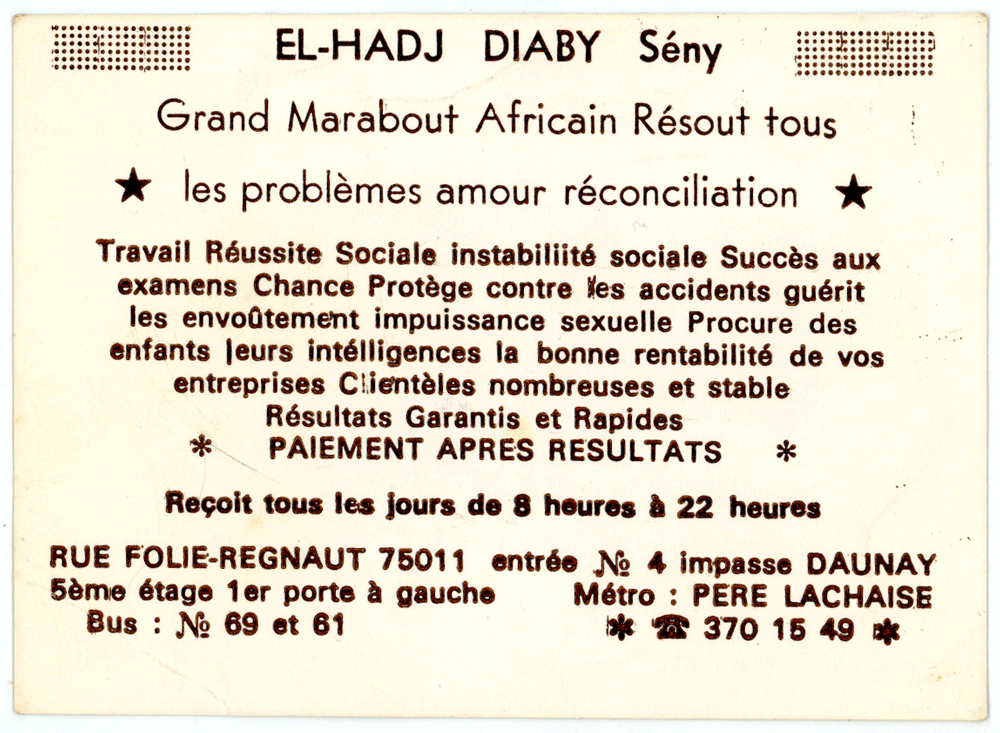 EL-HADJ DIABY Sény
Grand Marabout Africain Résout tous
★ les problèmes amour réconciliation ★
Travail Réussite Sociale instabiliité sociale Succès aux
examens Chance Protège contre les accidents guérit
les envoûtement impuissance sexuelle Procure des
enfants leurs intélligences la bonne rentabilité de vos
entreprises Clientèles nombreuses et stable
Résultats Garantis et Rapides
* PAIEMENT APRES RESULTATS *
Reçoit tous les jours de 8 heures à 22 heures
RUE FOLIE-REGNAUT 75011 entrée № 4 impasse DAUNAY
5ème étage 1er porte à gauche Métro : PERE LACHAISE
Bus : № 69 et 61 * ☎ 370 15 49 *